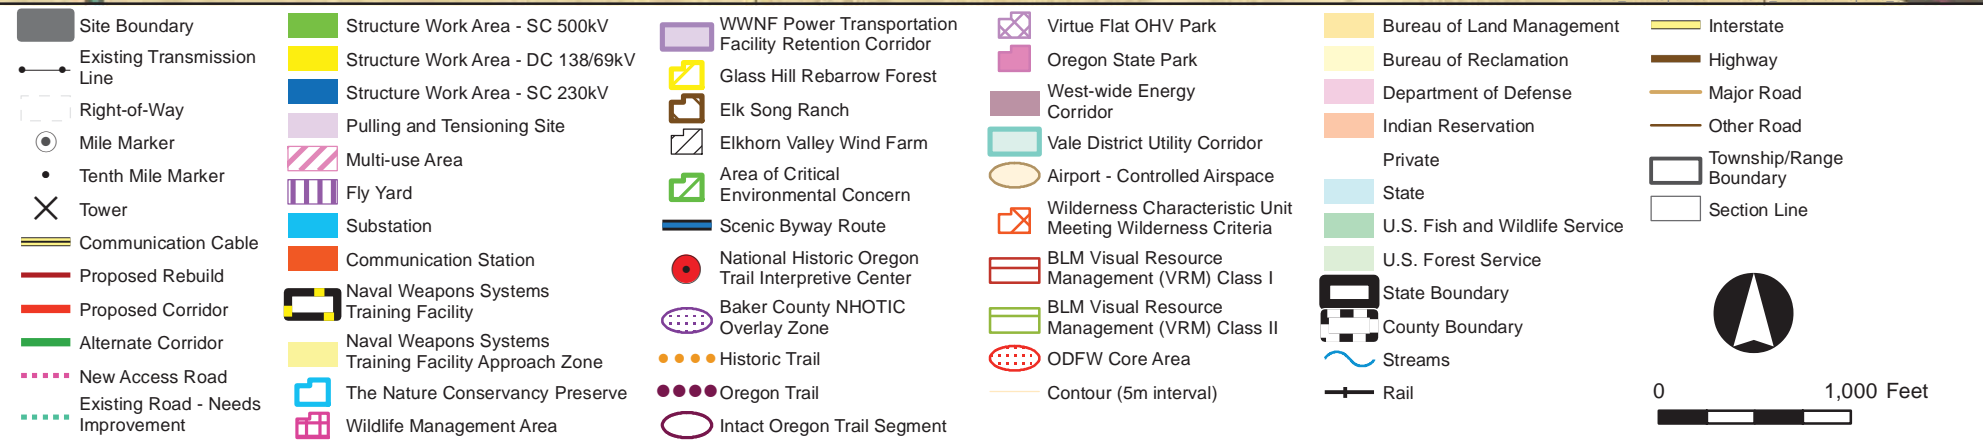 Site Boundary
Existing Transmission
Line
Right-of-Way
Mile Marker
Tenth Mile Marker
Tower
Communication Cable
Proposed Rebuild
Proposed Corridor
Alternate Corridor
New Access Road
Existing Road - Needs
Improvement
Structure Work Area - SC 500kV
Structure Work Area - DC 138/69kV
Structure Work Area - SC 230kV
Pulling and Tensioning Site
Multi-use Area
Fly Yard
Substation
Communication Station
Naval Weapons Systems
Training Facility
Naval Weapons Systems
Training Facility Approach Zone
The Nature Conservancy Preserve
Wildlife Management Area
WWNF Power Transportation
Facility Retention Corridor
Glass Hill Rebarrow Forest
Elk Song Ranch
Elkhorn Valley Wind Farm
Area of Critical
Environmental Concern
Scenic Byway Route
National Historic Oregon
Trail Interpretive Center
Baker County NHOTIC
Overlay Zone
Historic Trail
Oregon Trail
Intact Oregon Trail Segment
Virtue Flat OHV Park
Oregon State Park
West-wide Energy
Corridor
Vale District Utility Corridor
Airport - Controlled Airspace
Wilderness Characteristic Unit
Meeting Wilderness Criteria
BLM Visual Resource
Management (VRM) Class I
BLM Visual Resource
Management (VRM) Class II
ODFW Core Area
Contour (5m interval)
Bureau of Land Management
Bureau of Reclamation
Department of Defense
Indian Reservation
Private
State
U.S. Fish and Wildlife Service
U.S. Forest Service
State Boundary
County Boundary
Streams
Rail
Interstate
Highway
Major Road
Other Road
Township/Range
Boundary
Section Line
0 1,000 Feet